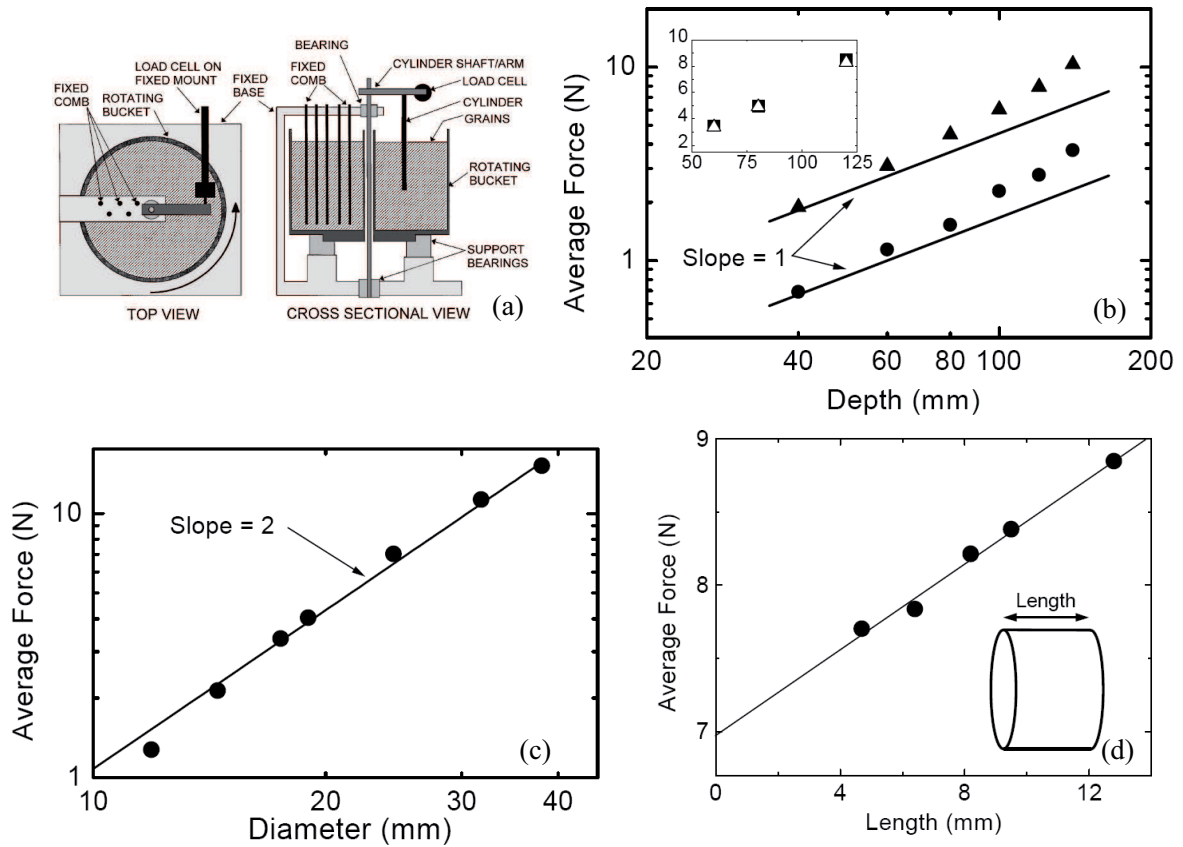 FIXED
COMB
LOAD CELL ON
FIXED MOUNT
ROTATING
BUCKET
FIXED
BASE
TOP VIEW
BEARING
FIXED
COMB
CYLINDER SHAFT/ARM
LOAD CELL
CYLINDER
GRAINS
ROTATING
BUCKET
SUPPORT
BEARINGS
CROSS SECTIONAL VIEW
(a)
Average Force (N)
10
1
10
8
6
4
2
50
75
100
125
Slope = 1
(b)
20
40
60
80
100
200
Depth (mm)
Average Force (N)
10
1
Slope = 2
(c)
10
20
30
40
Diameter (mm)
Average Force (N)
9
8
7
Length
(d)
0
4
8
12
Length (mm)